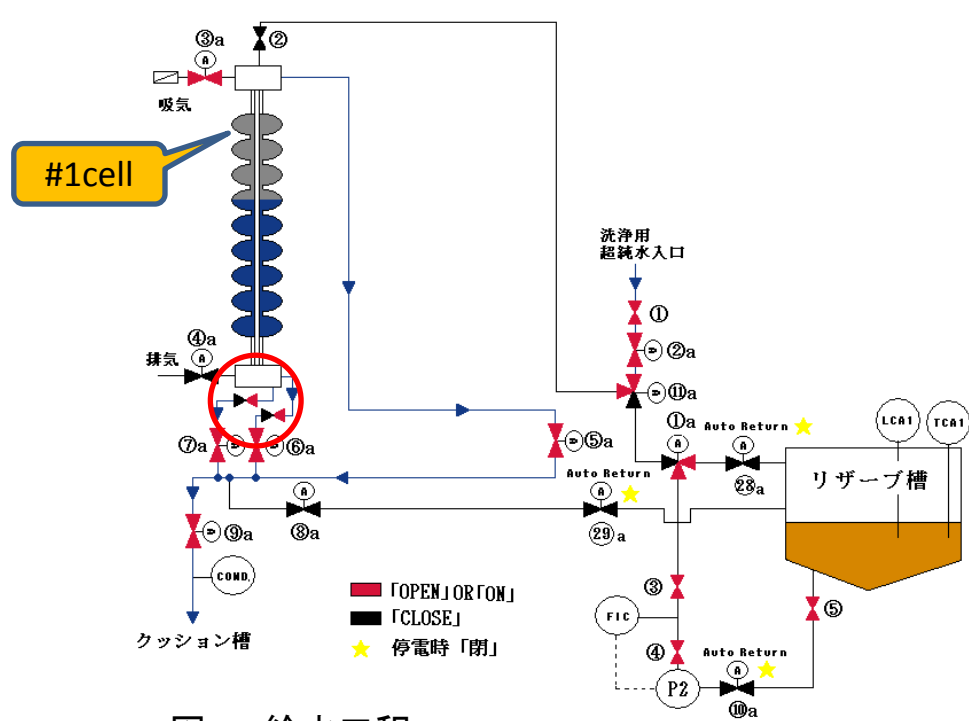 ③a
A
②
吸気
#1cell
洗浄用
超純水入口
①
④a
排気
A
②a
⑪a
①a
A
Auto Return
A
LCA1
TCA1
リザーブ槽
⑦a
⑥a
⑤a
28a
Auto Return
A
A
⑧a
29a
⑨a
COND.
③
⑤
「OPEN」OR「ON」
「CLOSE」
停電時「閉」
FIC
④
Auto Return
A
P2
⑩a
クッション槽